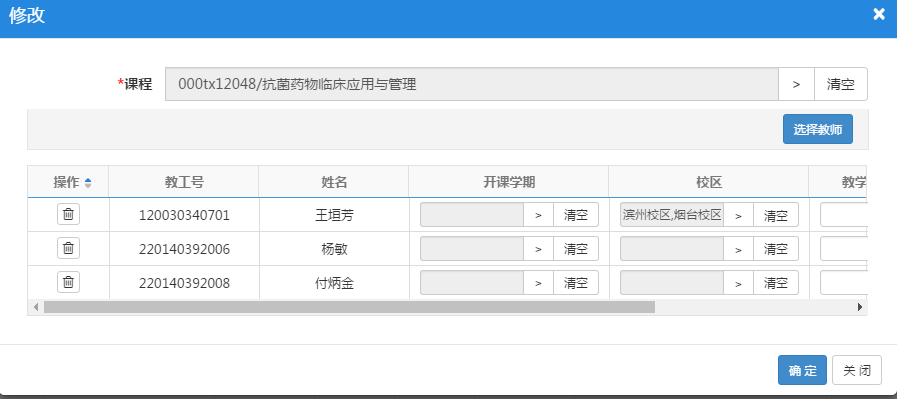 修改
*课程 000tx12048/抗菌药物临床应用与管理 > 清空
选择教师
操作 教工号 姓名 开课学期 校区 教学
120030340701 王垣芳 > 清空 滨州校区,烟台校区 > 清空
220140392006 杨敏 > 清空 > 清空
220140392008 付炳金 > 清空 > 清空
确 定 关 闭